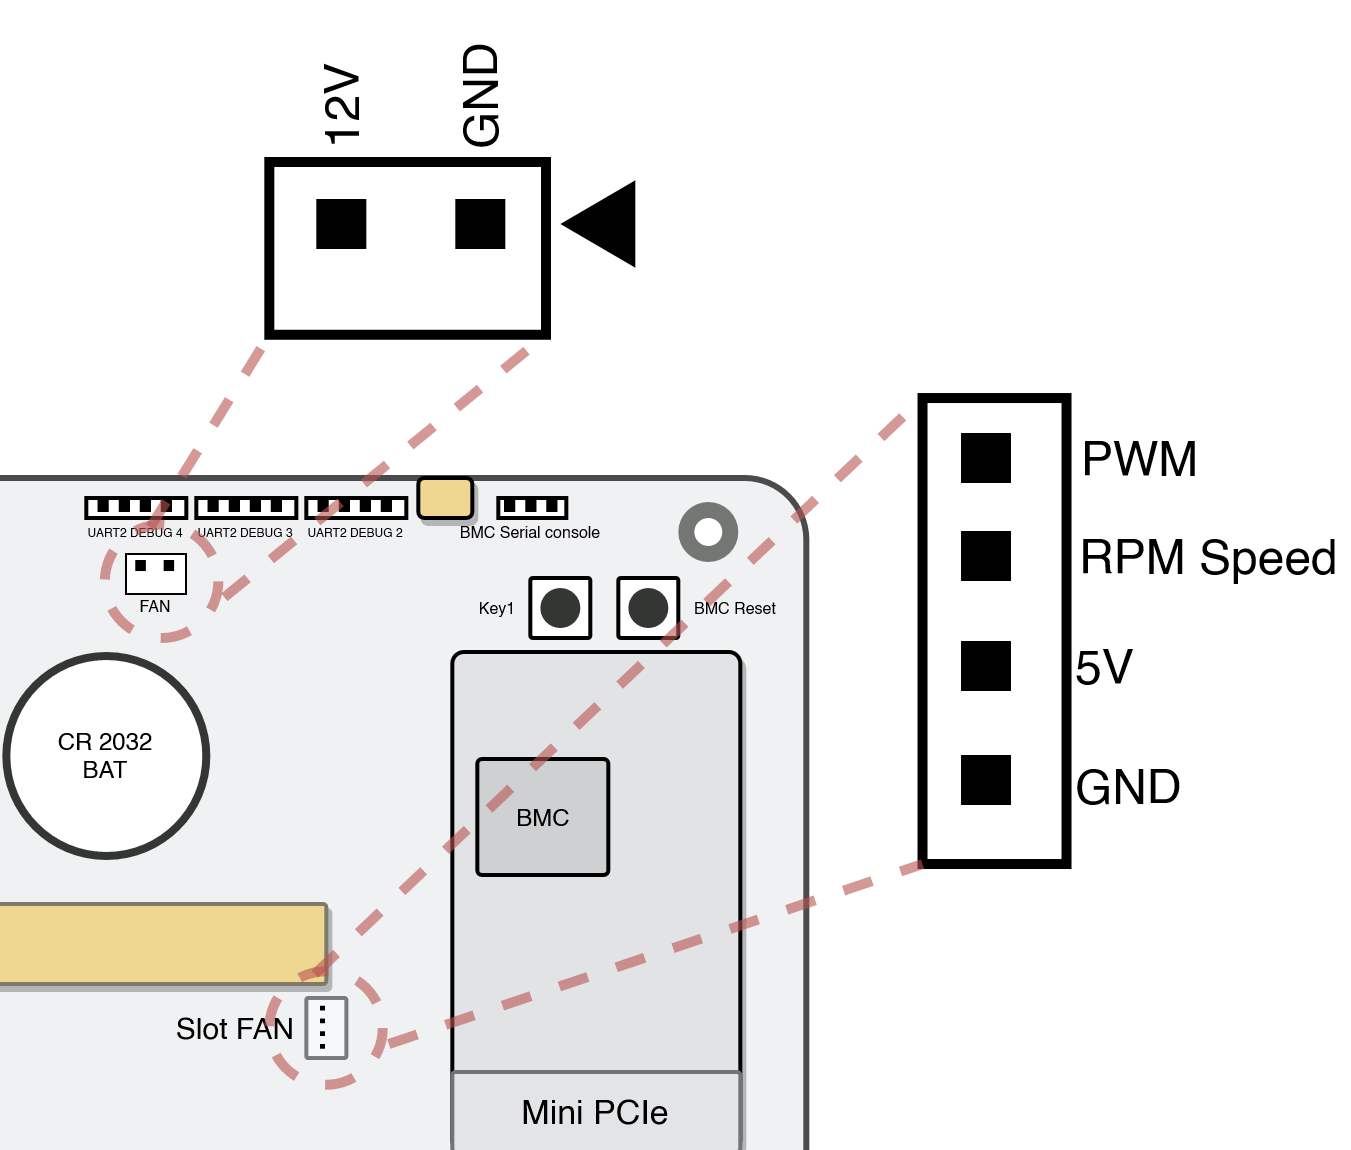 12V
GND
PWM
RPM Speed
5V
GND
UART2 DEBUG 4
UART2 DEBUG 3
UART2 DEBUG 2
BMC Serial console
FAN
Key1
BMC Reset
CR 2032
BAT
BMC
Slot FAN
Mini PCIe